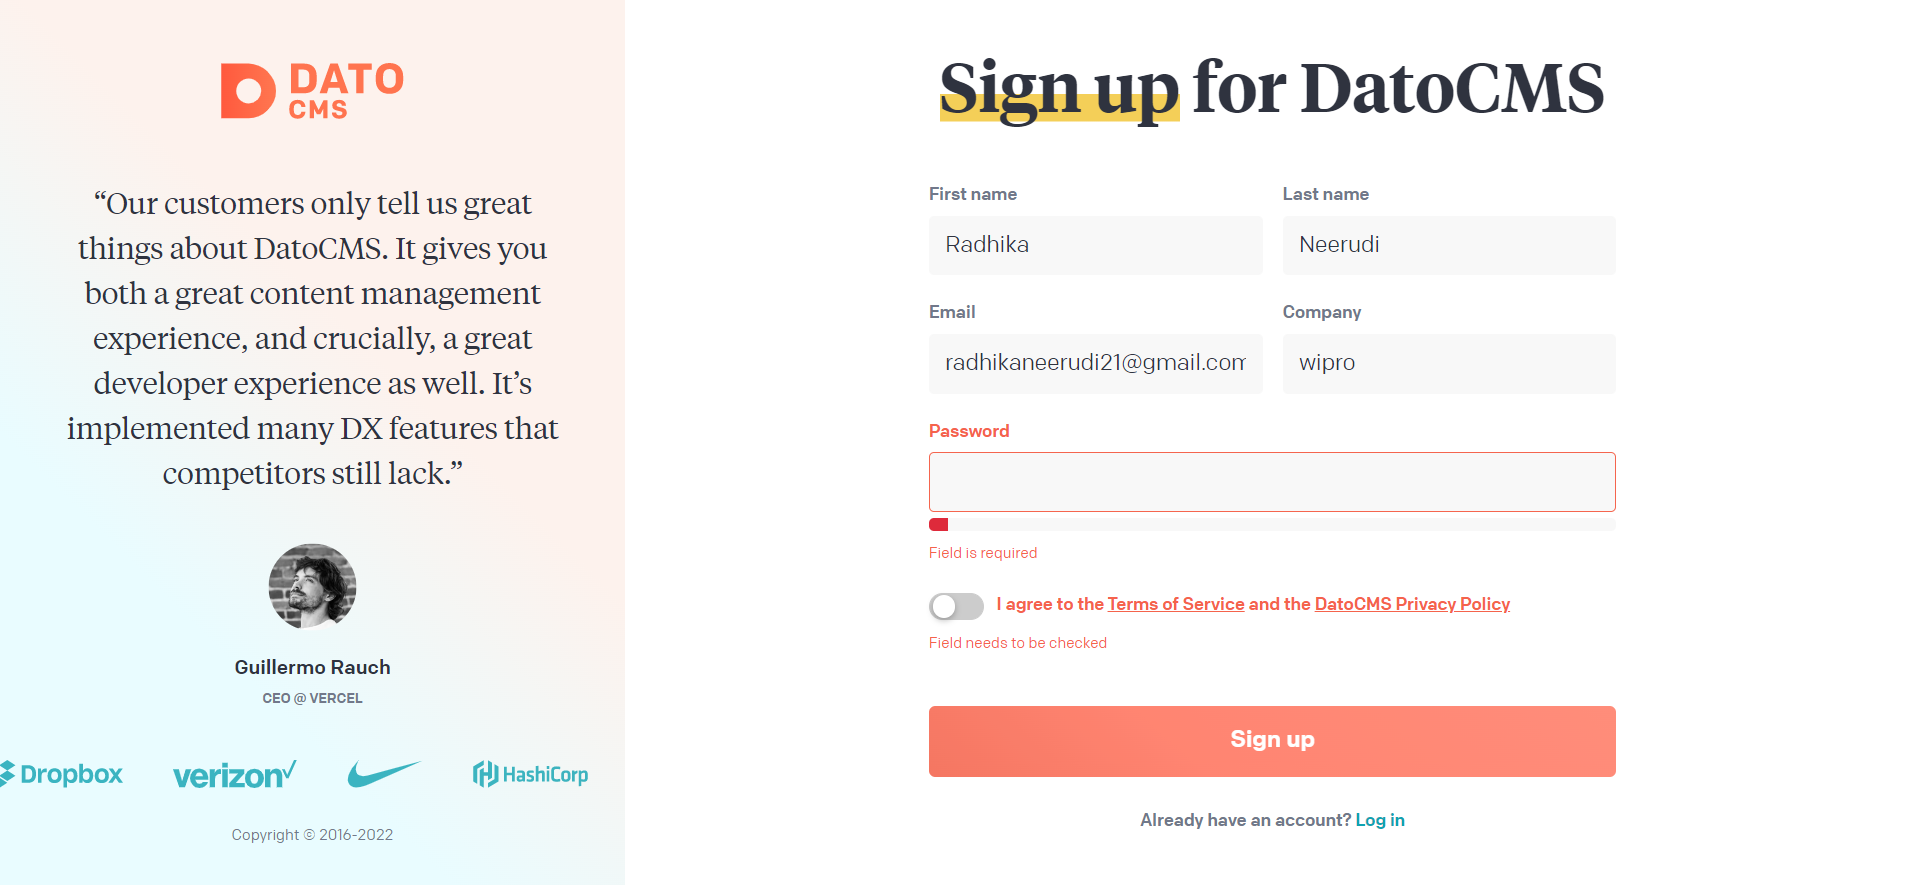 DATO
CMS
“Our customers only tell us great
things about DatoCMS. It gives you
both a great content management
experience, and crucially, a great
developer experience as well. It’s
implemented many DX features that
competitors still lack.”
Guillermo Rauch
CEO @ VERCEL
Dropbox
verizon
HashiCorp
Copyright © 2016-2022
Sign up for DatoCMS
First name
Last name
Radhika
Neerudi
Email
Company
radhikaneerudi21@gmail.com
wipro
Password
Field is required
I agree to the Terms of Service and the DatoCMS Privacy Policy
Field needs to be checked
Sign up
Already have an account? Log in